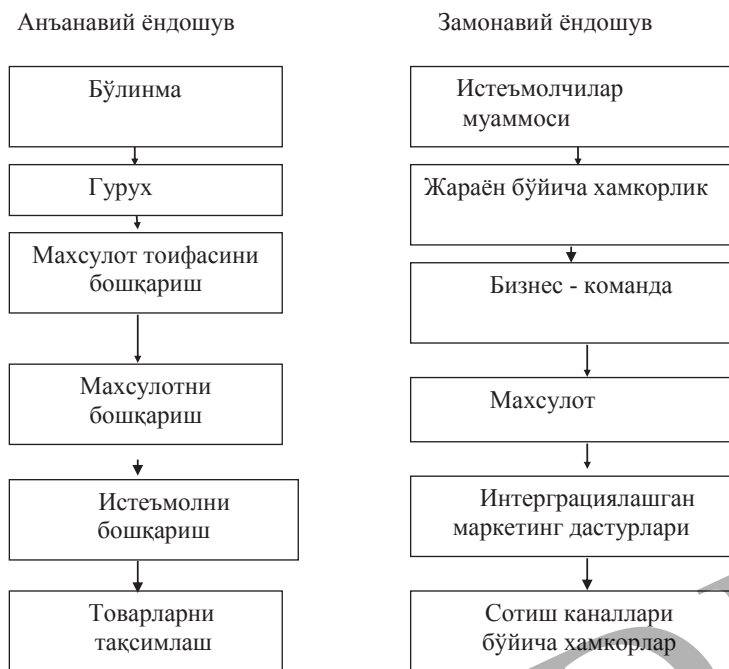 Анъанавий ёндошув
Бўлинма
Гурух
Махсулот тоифасини
бошқариш
Махсулотни
бошқариш
Истеъмолни
бошқариш
Товарларни
тақсимлаш
Замонавий ёндошув
Истеъмолчилар
муаммоси
Жараён бўйича хамкорлик
Бизнес - команда
Махсулот
Интерграциялашган
маркетинг дастурлари
Сотиш каналлари
бўйича хамкорлар